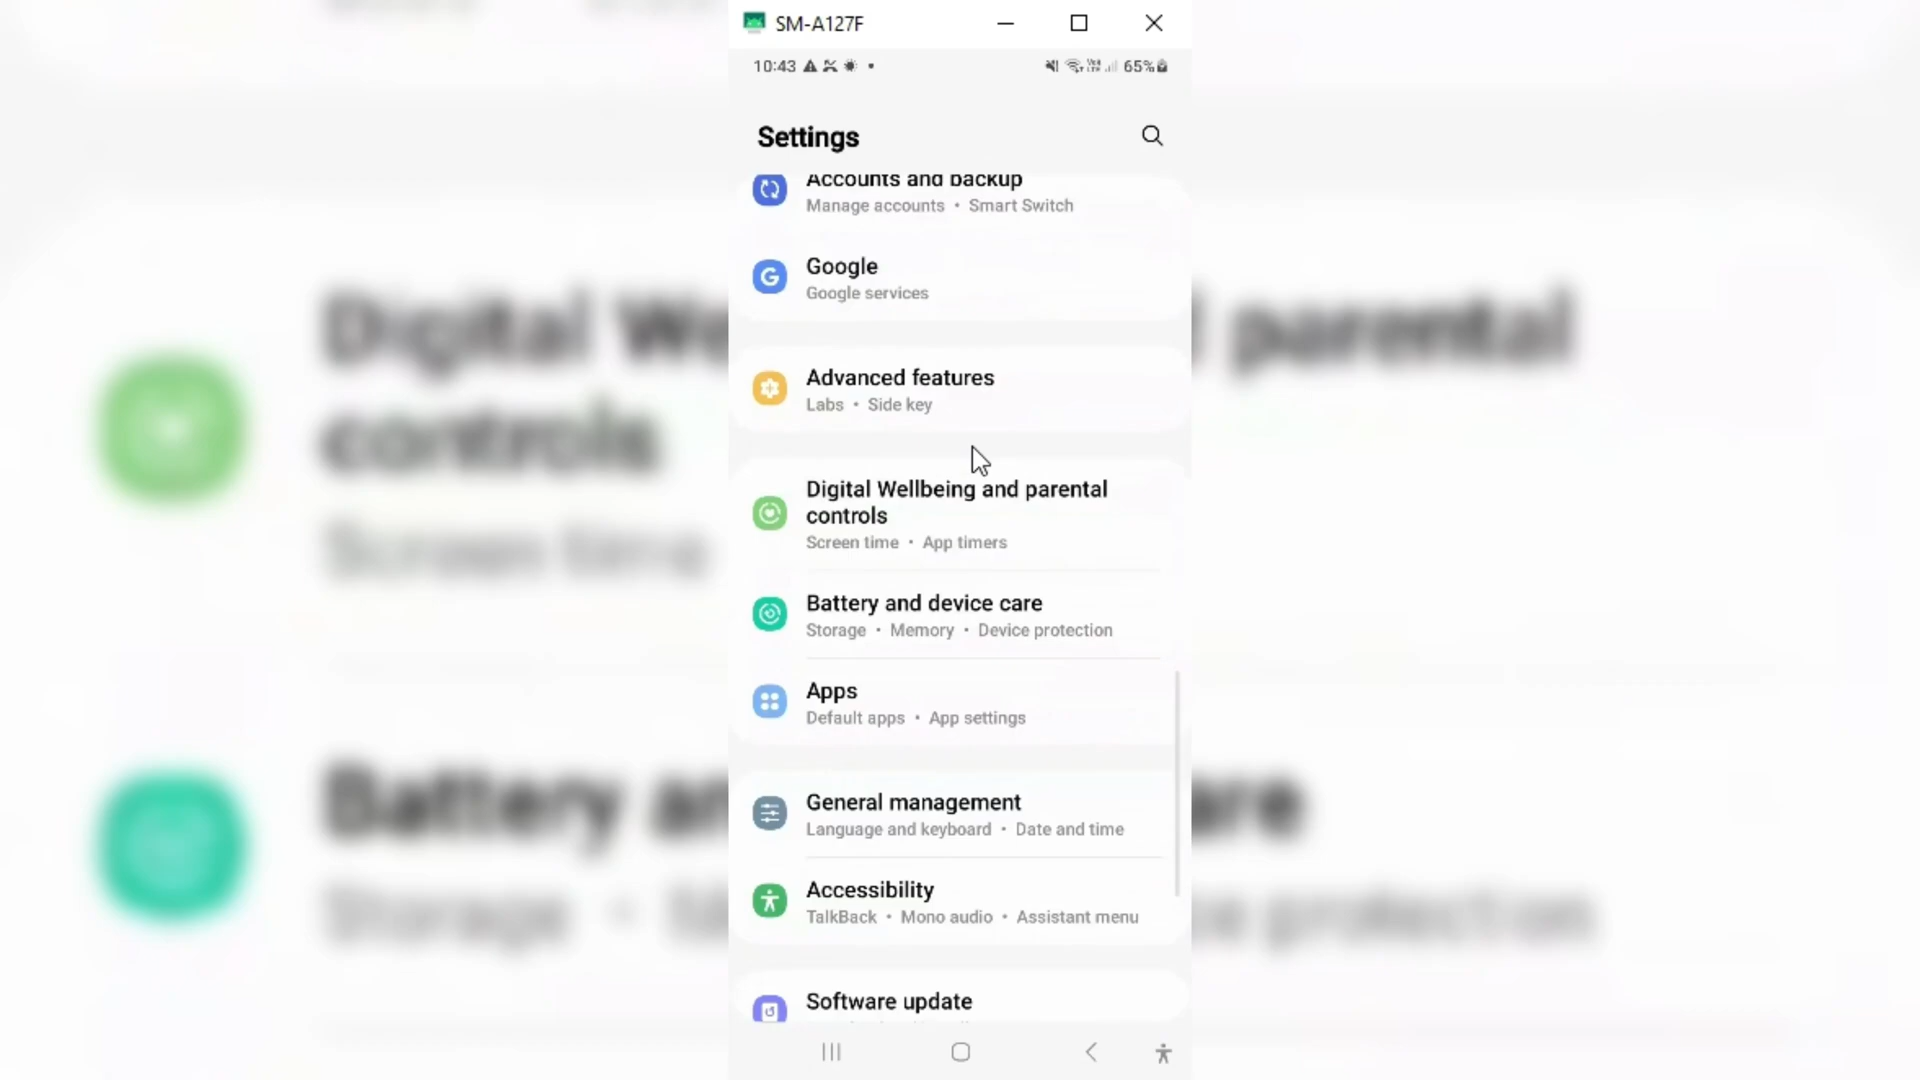 SM-A127F
10:43 65%
Settings
Accounts and backup
Manage accounts • Smart Switch
Google
Google services
Advanced features
Labs • Side key
Digital Wellbeing and parental
controls
Screen time • App timers
Battery and device care
Storage • Memory • Device protection
Apps
Default apps • App settings
General management
Language and keyboard • Date and time
Accessibility
TalkBack • Mono audio • Assistant menu
Software update